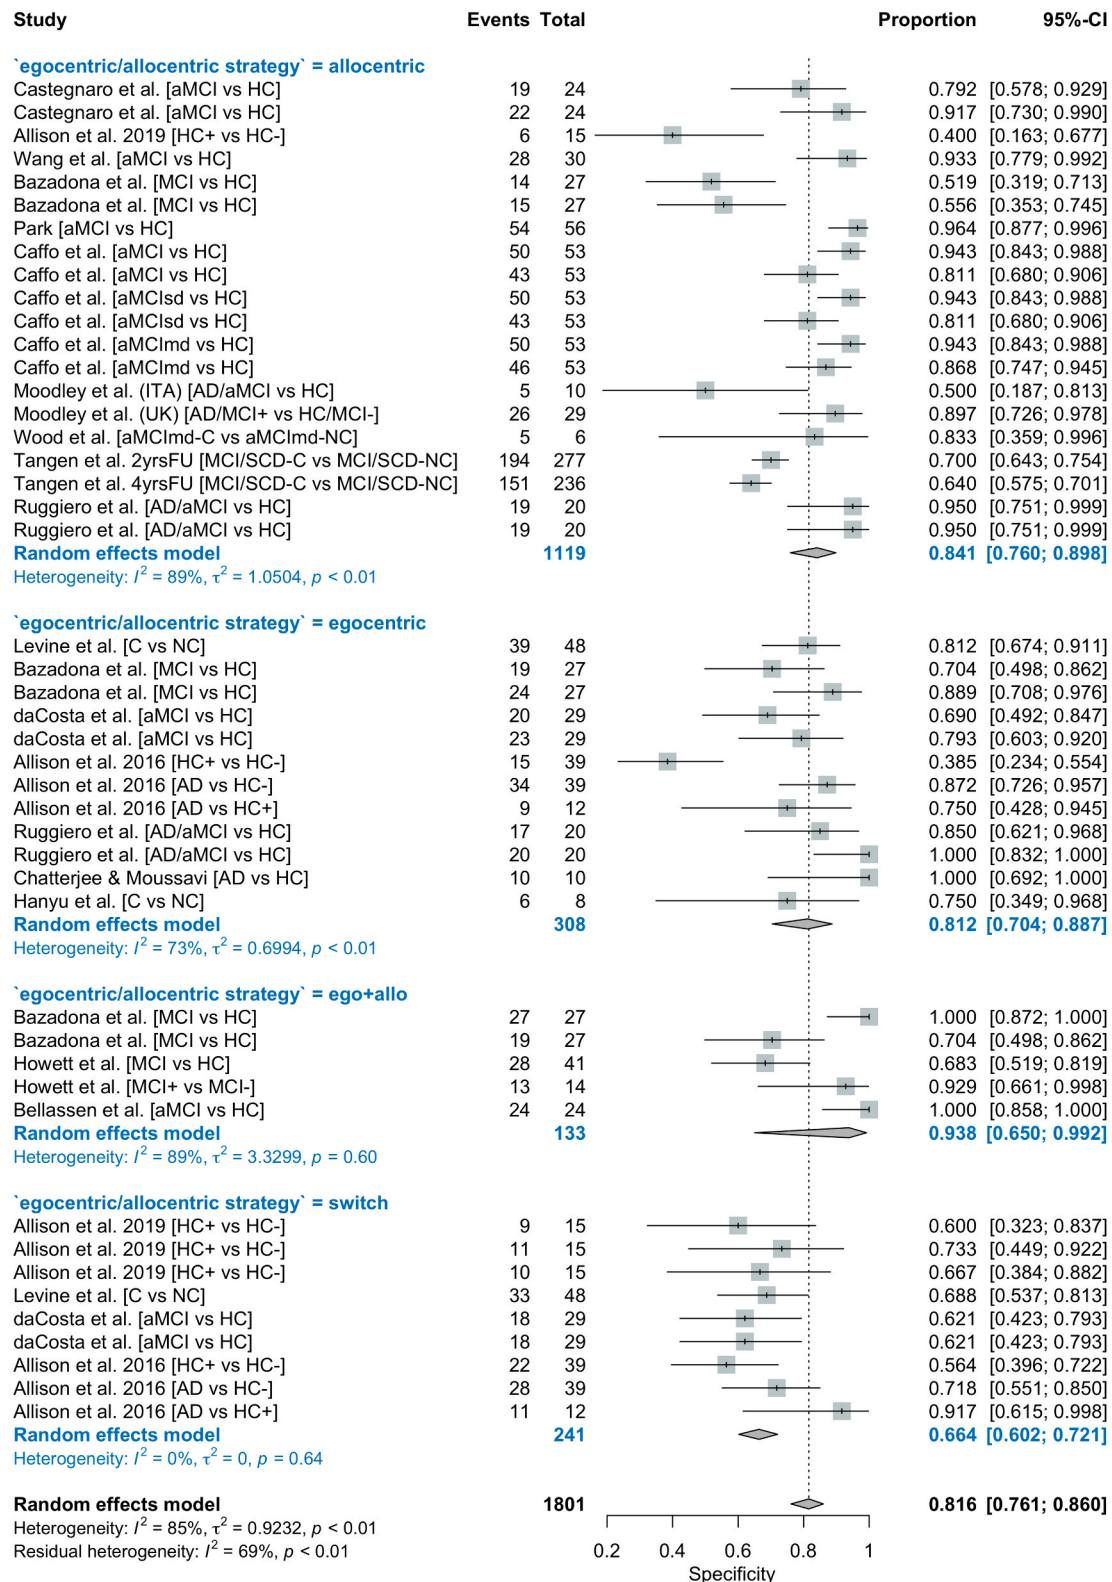 Study Events Total Proportion 95%-CI
`egocentric/allocentric strategy` = allocentric
Castegnaro et al. [aMCI vs HC] 19 24 0.792 [0.578; 0.929]
Castegnaro et al. [aMCI vs HC] 22 24 0.917 [0.730; 0.990]
Allison et al. 2019 [HC+ vs HC-] 6 15 0.400 [0.163; 0.677]
Wang et al. [aMCI vs HC] 28 30 0.933 [0.779; 0.992]
Bazadona et al. [MCI vs HC] 14 27 0.519 [0.319; 0.713]
Bazadona et al. [MCI vs HC] 15 27 0.556 [0.353; 0.745]
Park [aMCI vs HC] 54 56 0.964 [0.877; 0.996]
Caffo et al. [aMCI vs HC] 50 53 0.943 [0.843; 0.988]
Caffo et al. [aMCI vs HC] 43 53 0.811 [0.680; 0.906]
Caffo et al. [aMCIsd vs HC] 50 53 0.943 [0.843; 0.988]
Caffo et al. [aMCIsd vs HC] 43 53 0.811 [0.680; 0.906]
Caffo et al. [aMCImd vs HC] 50 53 0.943 [0.843; 0.988]
Caffo et al. [aMCImd vs HC] 46 53 0.868 [0.747; 0.945]
Moodley et al. (ITA) [AD/aMCI vs HC] 5 10 0.500 [0.187; 0.813]
Moodley et al. (UK) [AD/MCI+ vs HC/MCI-] 26 29 0.897 [0.726; 0.978]
Wood et al. [aMCImd-C vs aMCImd-NC] 5 6 0.833 [0.359; 0.996]
Tangen et al. 2yrsFU [MCI/SCD-C vs MCI/SCD-NC] 194 277 0.700 [0.643; 0.754]
Tangen et al. 4yrsFU [MCI/SCD-C vs MCI/SCD-NC] 151 236 0.640 [0.575; 0.701]
Ruggiero et al. [AD/aMCI vs HC] 19 20 0.950 [0.751; 0.999]
Ruggiero et al. [AD/aMCI vs HC] 19 20 0.950 [0.751; 0.999]
Random effects model 1119 0.841 [0.760; 0.898]
Heterogeneity: I² = 89%, τ² = 1.0504, p < 0.01
`egocentric/allocentric strategy` = egocentric
Levine et al. [C vs NC] 39 48 0.812 [0.674; 0.911]
Bazadona et al. [MCI vs HC] 19 27 0.704 [0.498; 0.862]
Bazadona et al. [MCI vs HC] 24 27 0.889 [0.708; 0.976]
daCosta et al. [aMCI vs HC] 20 29 0.690 [0.492; 0.847]
daCosta et al. [aMCI vs HC] 23 29 0.793 [0.603; 0.920]
Allison et al. 2016 [HC+ vs HC-] 15 39 0.385 [0.234; 0.554]
Allison et al. 2016 [AD vs HC-] 34 39 0.872 [0.726; 0.957]
Allison et al. 2016 [AD vs HC+] 9 12 0.750 [0.428; 0.945]
Ruggiero et al. [AD/aMCI vs HC] 17 20 0.850 [0.621; 0.968]
Ruggiero et al. [AD/aMCI vs HC] 20 20 1.000 [0.832; 1.000]
Chatterjee & Moussavi [AD vs HC] 10 10 1.000 [0.692; 1.000]
Hanyu et al. [C vs NC] 6 8 0.750 [0.349; 0.968]
Random effects model 308 0.812 [0.704; 0.887]
Heterogeneity: I² = 73%, τ² = 0.6994, p < 0.01
`egocentric/allocentric strategy` = ego+allo
Bazadona et al. [MCI vs HC] 27 27 1.000 [0.872; 1.000]
Bazadona et al. [MCI vs HC] 19 27 0.704 [0.498; 0.862]
Howett et al. [MCI vs HC] 28 41 0.683 [0.519; 0.819]
Howett et al. [MCI+ vs MCI-] 13 14 0.929 [0.661; 0.998]
Bellassen et al. [aMCI vs HC] 24 24 1.000 [0.858; 1.000]
Random effects model 133 0.938 [0.650; 0.992]
Heterogeneity: I² = 89%, τ² = 3.3299, p = 0.60
`egocentric/allocentric strategy` = switch
Allison et al. 2019 [HC+ vs HC-] 9 15 0.600 [0.323; 0.837]
Allison et al. 2019 [HC+ vs HC-] 11 15 0.733 [0.449; 0.922]
Allison et al. 2019 [HC+ vs HC-] 10 15 0.667 [0.384; 0.882]
Levine et al. [C vs NC] 33 48 0.688 [0.537; 0.813]
daCosta et al. [aMCI vs HC] 18 29 0.621 [0.423; 0.793]
daCosta et al. [aMCI vs HC] 18 29 0.621 [0.423; 0.793]
Allison et al. 2016 [HC+ vs HC-] 22 39 0.564 [0.396; 0.722]
Allison et al. 2016 [AD vs HC-] 28 39 0.718 [0.551; 0.850]
Allison et al. 2016 [AD vs HC+] 11 12 0.917 [0.615; 0.998]
Random effects model 241 0.664 [0.602; 0.721]
Heterogeneity: I² = 0%, τ² = 0, p = 0.64
Random effects model 1801 0.816 [0.761; 0.860]
Heterogeneity: I² = 85%, τ² = 0.9232, p < 0.01
Residual heterogeneity: I² = 69%, p < 0.01
0.2 0.4 0.6 0.8 1
Specificity